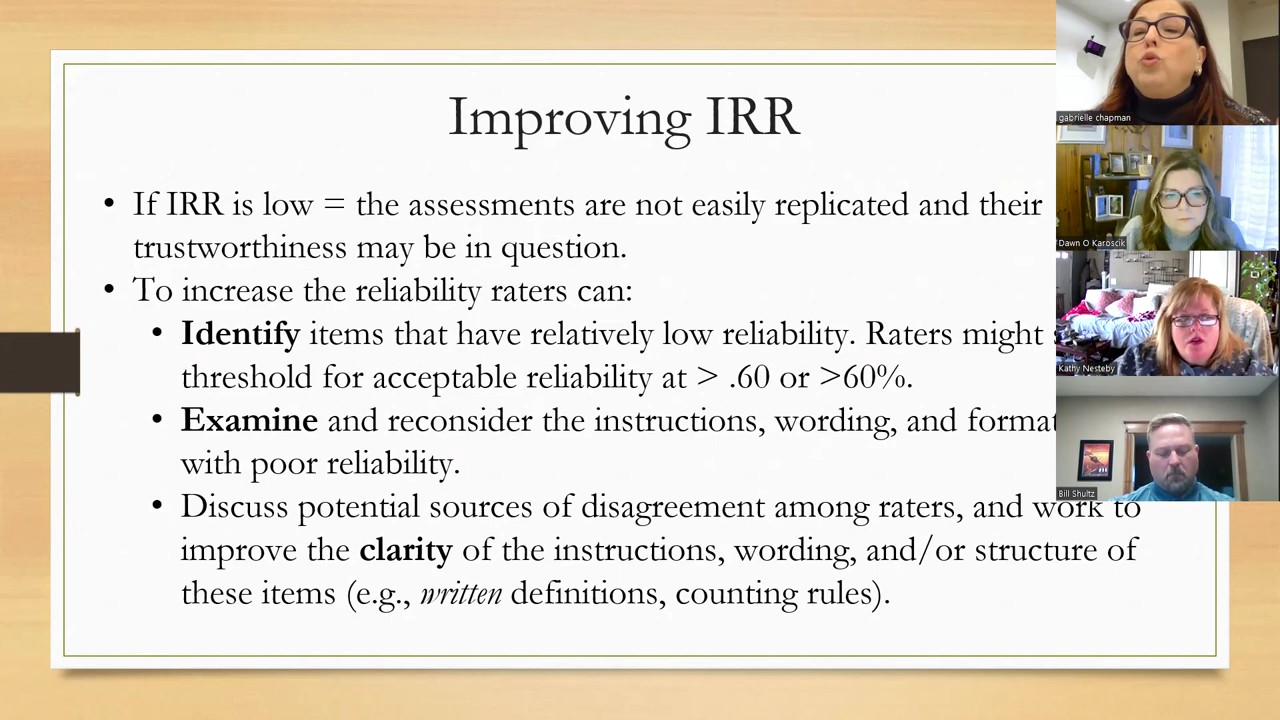 Improving IRR
• If IRR is low = the assessments are not easily replicated and their
trustworthiness may be in question.
• To increase the reliability raters can:
• Identify items that have relatively low reliability. Raters might
threshold for acceptable reliability at > .60 or >60%.
• Examine and reconsider the instructions, wording, and format
with poor reliability.
• Discuss potential sources of disagreement among raters, and work to
improve the clarity of the instructions, wording, and/or structure of
these items (e.g., written definitions, counting rules).
gabrielle chapman
Dawn O Karoscik
Kathy Nesteby
Bill Shultz